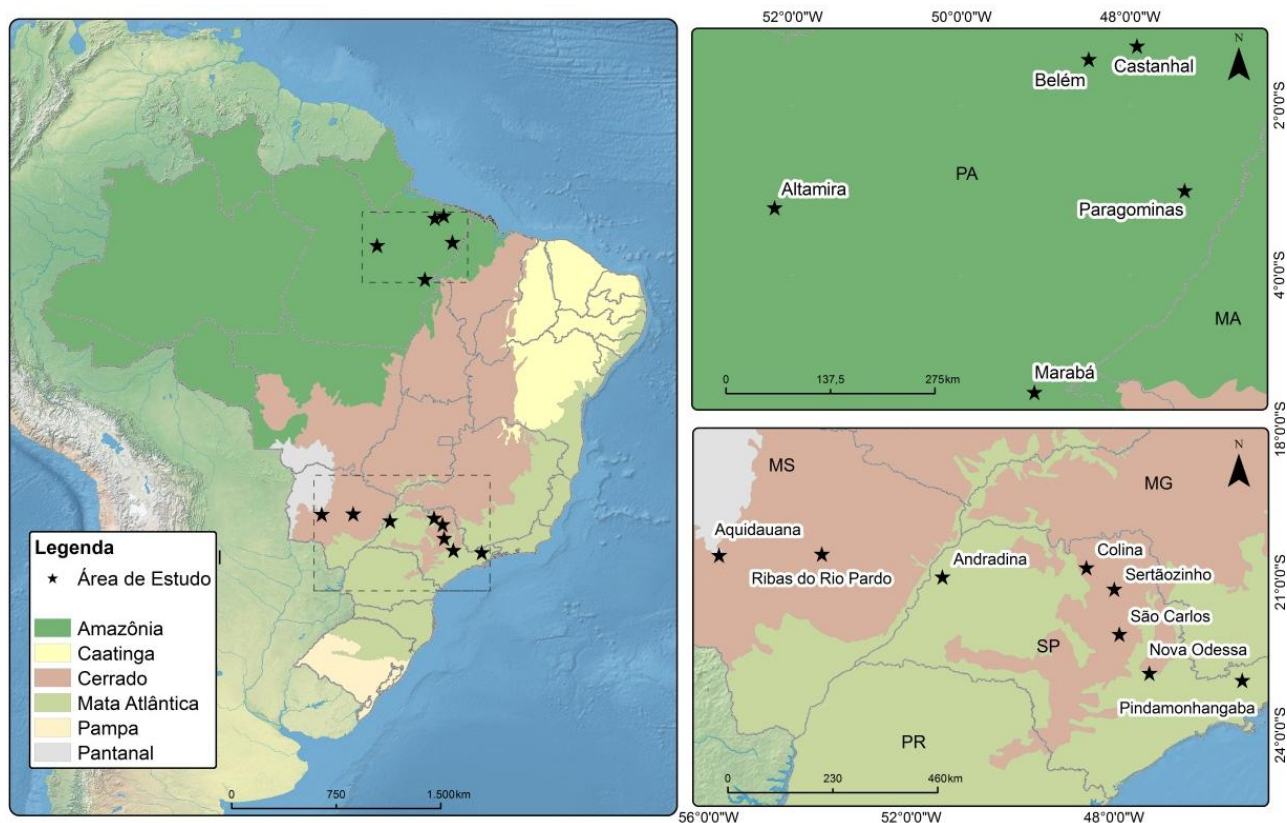 Legenda
Área de Estudo
Amazônia
Caatinga
Cerrado
Mata Atlântica
Pampa
Pantanal
0 750 1.500km
52°0'0"W 50°0'0"W 48°0'0"W
N
Castanhal
Belém
2°0'0"S
PA
Altamira
Paragominas
4°0'0"S
MA
Marabá
0 137,5 275km
18°0'0"S
N
MS
MG
Aquidauana
Ribas do Rio Pardo
Andradina
Colina
Sertãozinho
21°0'0"S
São Carlos
SP
Nova Odessa
Pindamonhangaba
PR
24°0'0"S
0 230 460km
56°0'0"W 52°0'0"W 48°0'0"W